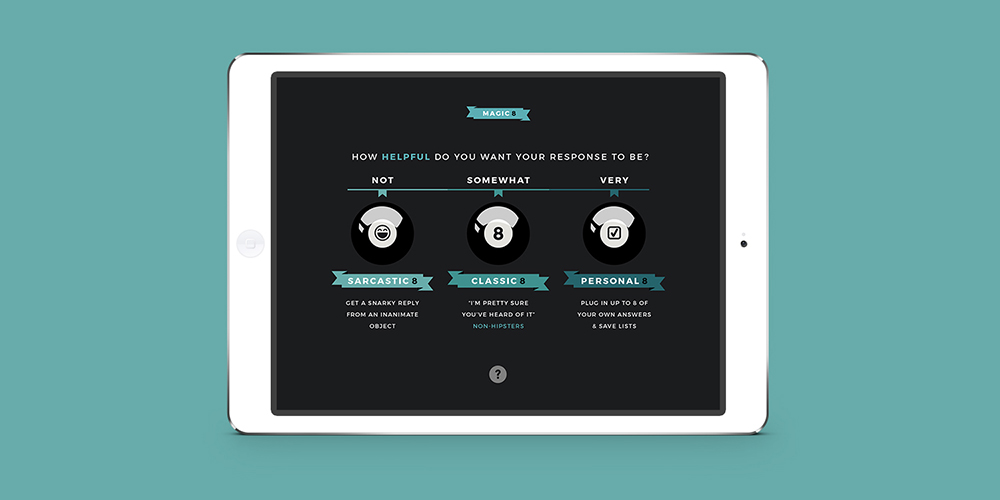 MAGIC 8
HOW HELPFUL DO YOU WANT YOUR RESPONSE TO BE?
NOT SOMEWHAT VERY
8
SARCASTIC 8 CLASSIC 8 PERSONAL 8
GET A SNARKY REPLY
FROM AN INANIMATE
OBJECT
"I'M PRETTY SURE
YOU'VE HEARD OF IT"
NON-HIPSTERS
PLUG IN UP TO 8 OF
YOUR OWN ANSWERS
& SAVE LISTS
?